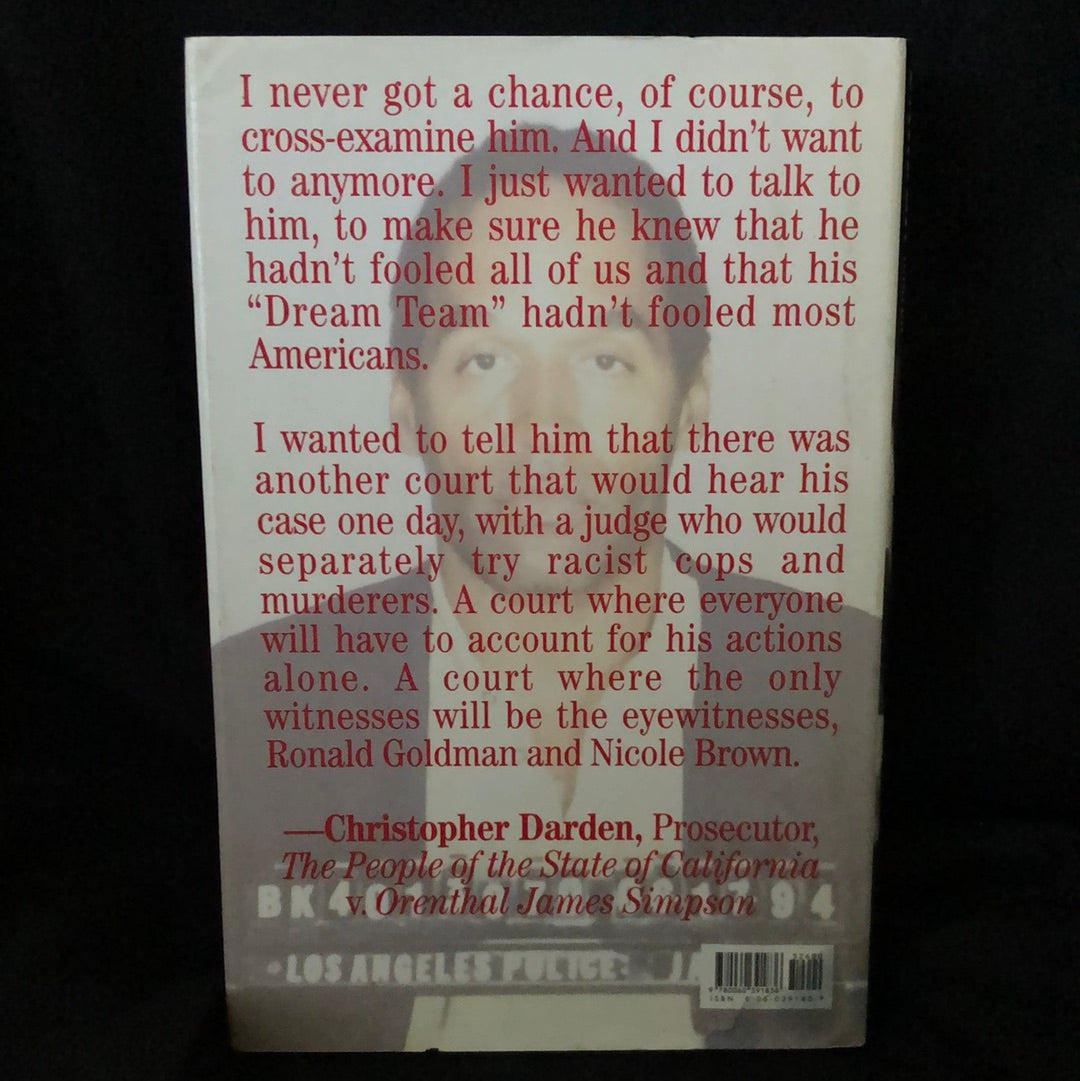 I never got a chance, of course, to
cross-examine him. And I didn't want
to anymore. I just wanted to talk to
him, to make sure he knew that he
hadn't fooled all of us and that his
“Dream Team” hadn't fooled most
Americans.
I wanted to tell him that there was
another court that would hear his
case one day, with a judge who would
separately try racist cops and
murderers. A court where everyone
will have to account for his actions
alone. A court where the only
witnesses will be the eyewitnesses,
Ronald Goldman and Nicole Brown.
—Christopher Darden, Prosecutor,
The People of the State of California
v. Orenthal James Simpson
LOS ANGELES POLICE:
ISBN